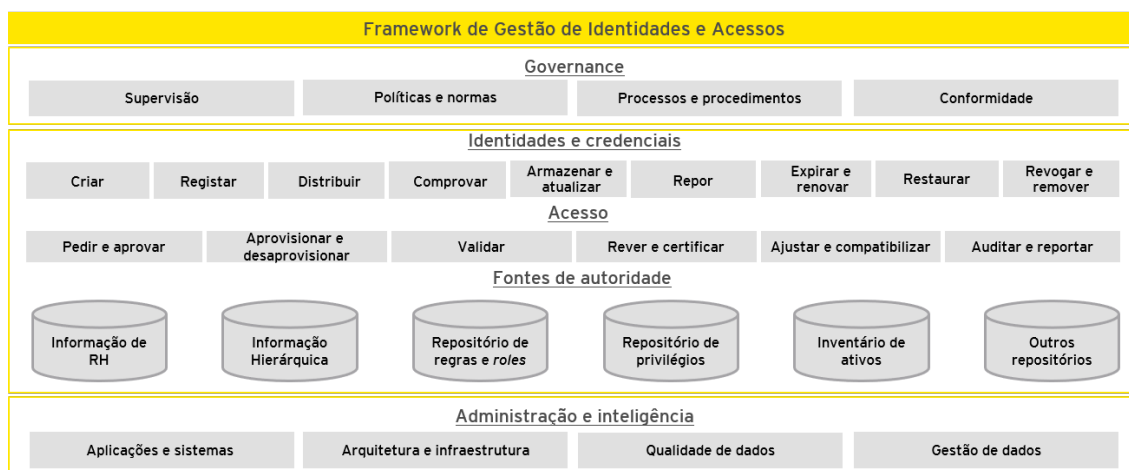 Framework de Gestão de Identidades e Acessos
Governance
Supervisão
Políticas e normas
Processos e procedimentos
Conformidade
Identidades e credenciais
Criar
Registar
Distribuir
Comprovar
Armazenar e
atualizar
Repor
Expirar e
renovar
Restaurar
Revogar e
remover
Acesso
Pedir e aprovar
Aprovisionar e
desaprovisionar
Validar
Rever e certificar
Ajustar e compatibilizar
Auditar e reportar
Fontes de autoridade
Informação de
RH
Informação
Hierárquica
Repositório de
regras e roles
Repositório de
privilégios
Inventário de
ativos
Outros
repositórios
Administração e inteligência
Aplicações e sistemas
Arquitetura e infraestrutura
Qualidade de dados
Gestão de dados